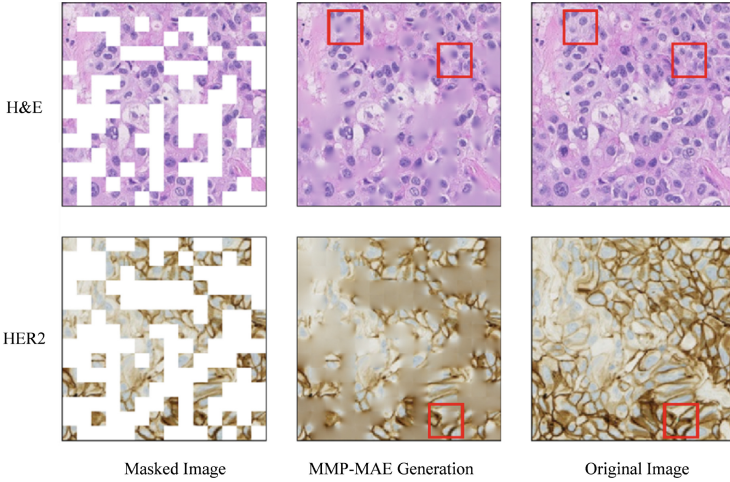 H&E
HER2
Masked Image
MMP-MAE Generation
Original Image